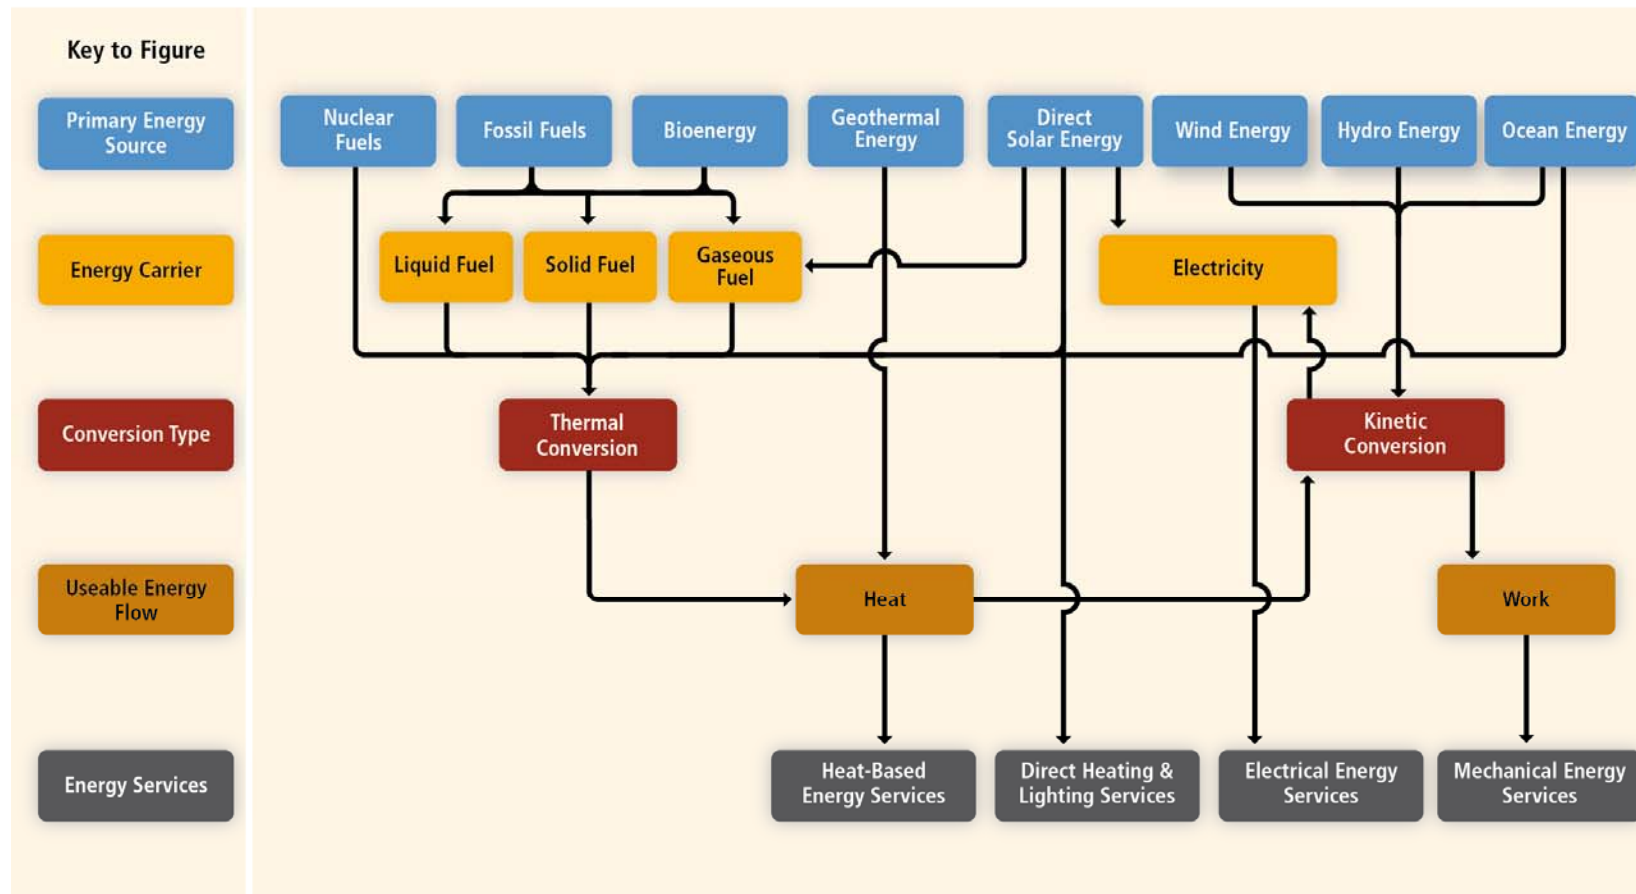 Key to Figure
Primary Energy
Source
Nuclear
Fuels
Fossil Fuels
Bioenergy
Geothermal
Energy
Direct
Solar Energy
Wind Energy
Hydro Energy
Ocean Energy
Energy Carrier
Liquid Fuel
Solid Fuel
Gaseous
Fuel
Electricity
Conversion Type
Thermal
Conversion
Kinetic
Conversion
Useable Energy
Flow
Heat
Work
Energy Services
Heat-Based
Energy Services
Direct Heating &
Lighting Services
Electrical Energy
Services
Mechanical Energy
Services